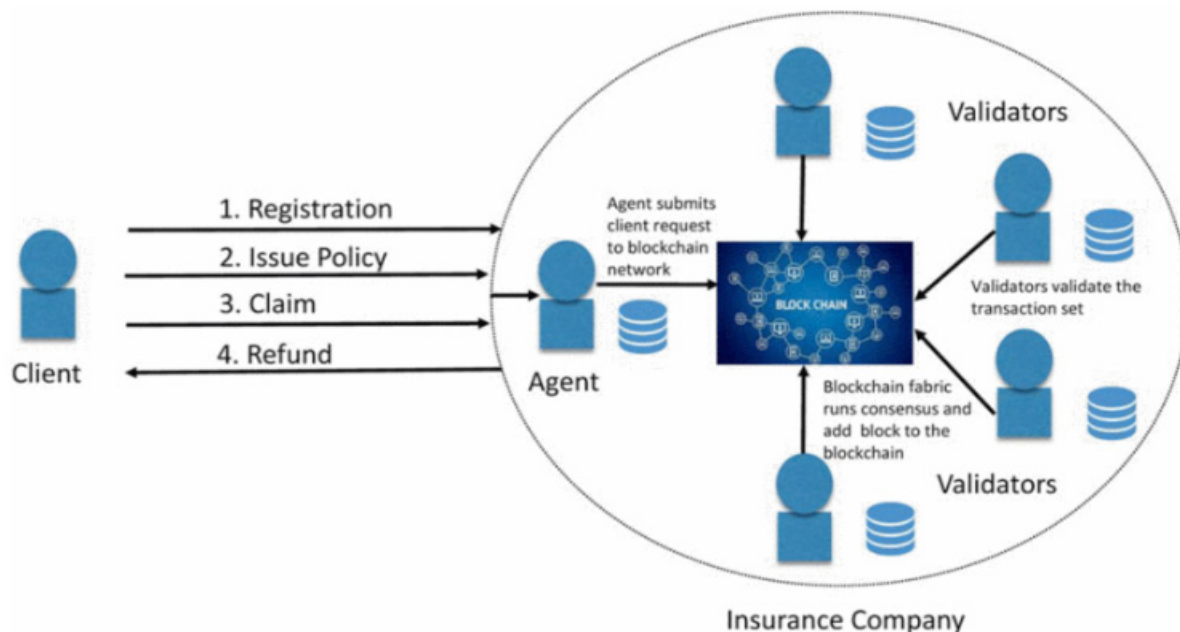 Validators
1. Registration
2. Issue Policy
3. Claim
4. Refund
Client
Agent submits
client request
to blockchain
network
Agent
BLOCK CHAIN
Validators validate the
transaction set
Blockchain fabric
runs consensus and
add block to the
blockchain
Validators
Insurance Company